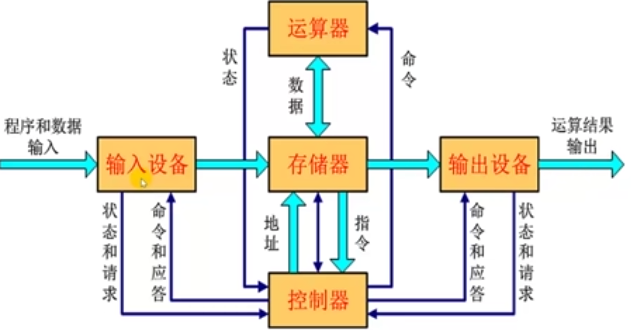 运算器
状态
命令
数据
程序和数据
输入
运算结果
输出
输入设备
存储器
输出设备
状态和请求
命令和应答
地址
指令
命令和应答
状态和请求
控制器